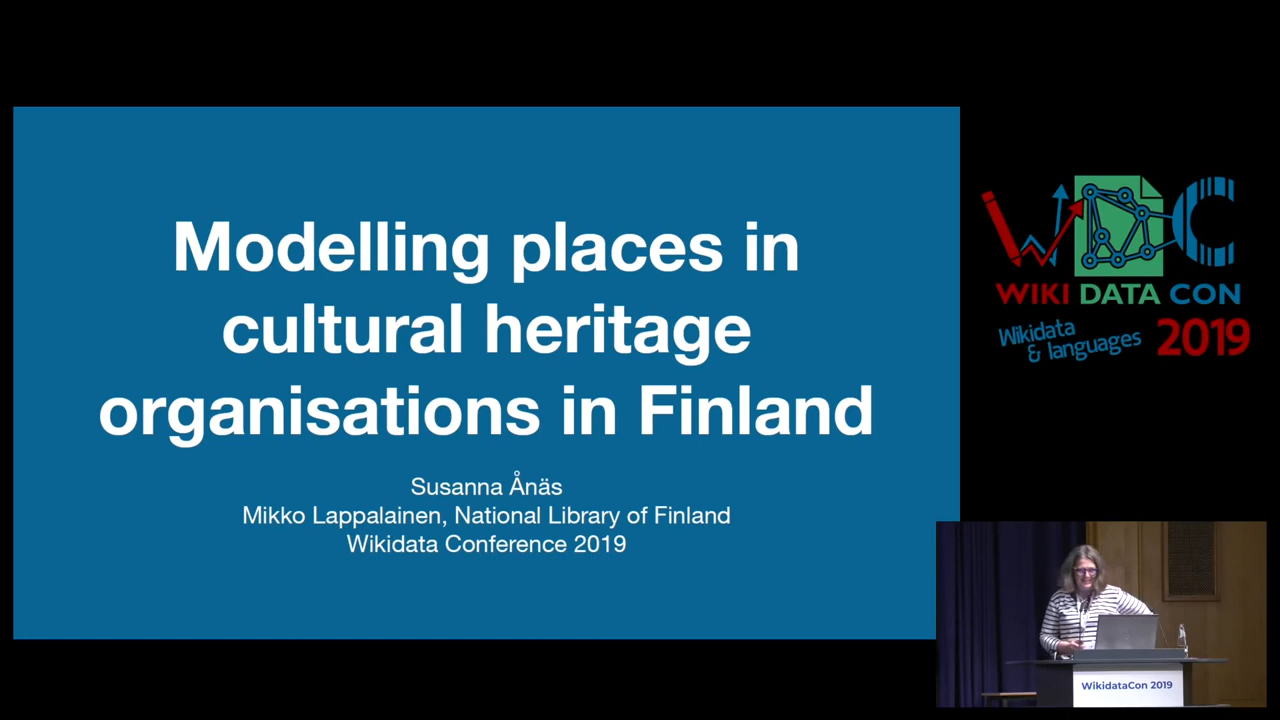 Modelling places in
cultural heritage
organisations in Finland
Susanna Ånäs
Mikko Lappalainen, National Library of Finland
Wikidata Conference 2019
WDC
WIKI DATA CON
Wikidata
& languages
2019
WikidataCon 2019